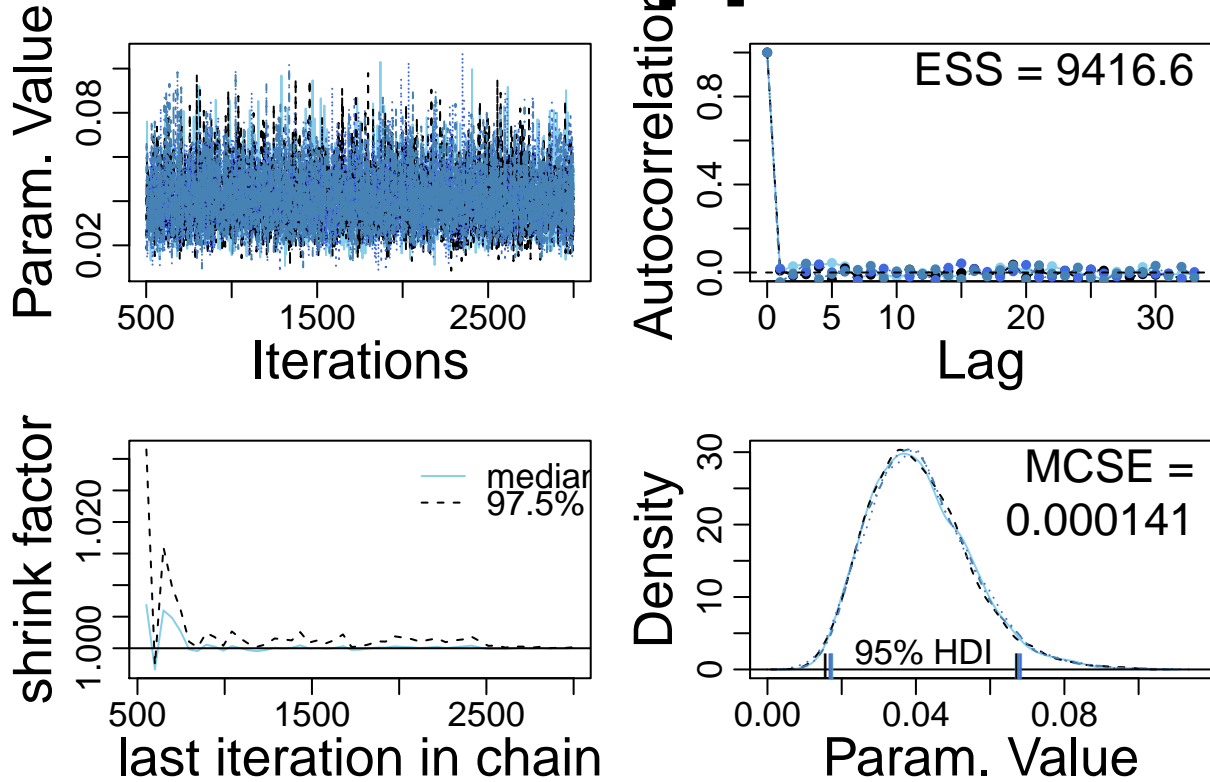 Param. Value
0.02
0.08
500
1500
2500
Iterations
Autocorrelation
0.0
0.4
0.8
ESS = 9416.6
0
5
10
20
30
Lag
shrink factor
1.000
1.020
median
97.5%
500
1500
2500
last iteration in chain
Density
0
10
20
30
MCSE =
0.000141
95% HDI
0.00
0.04
0.08
Param. Value